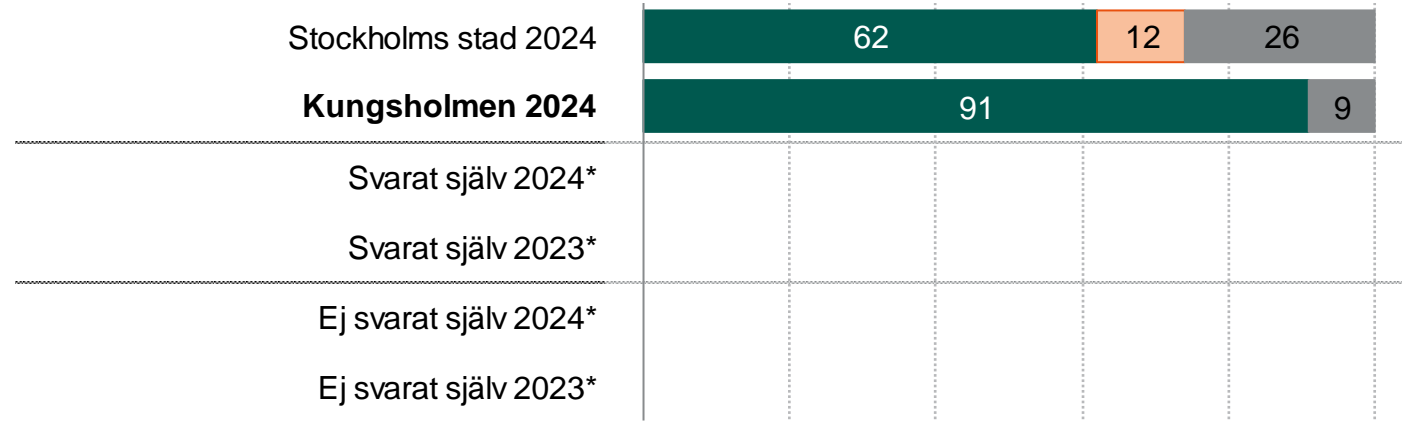 Stockholms stad 2024 62 12 26
Kungsholmen 2024 91 9
Svarat själv 2024*
Svarat själv 2023*
Ej svarat själv 2024*
Ej svarat själv 2023*